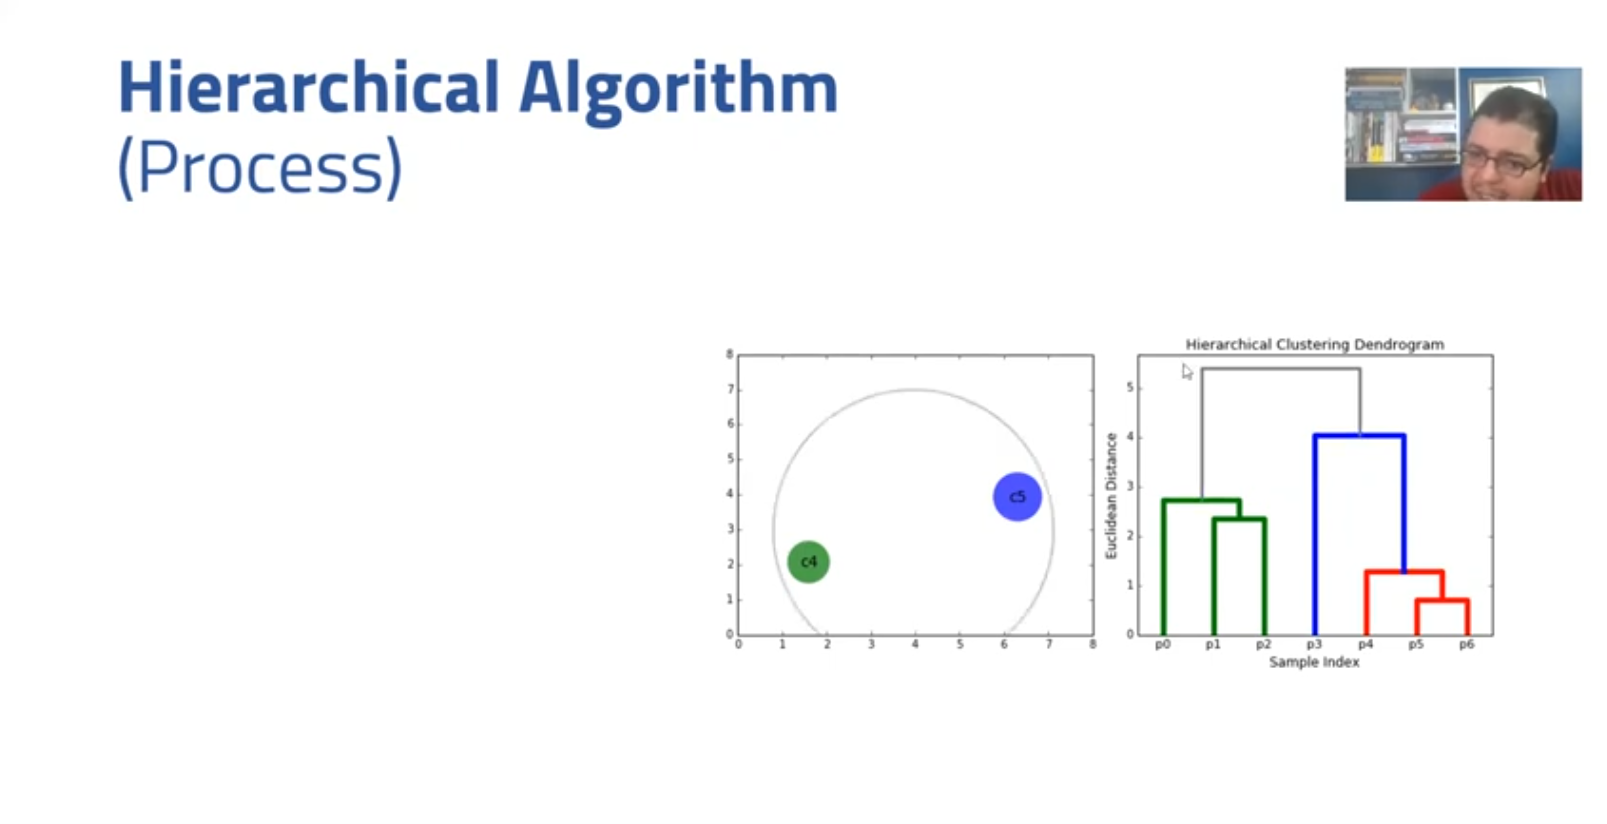 Hierarchical Algorithm
(Process)
8
7
6
5
4
3
2
1
0
c5
c4
0 1 2 3 4 5 6 7 8
Hierarchical Clustering Dendrogram
Euclidean Distance
5
4
3
2
1
0
p0 p1 p2 p3 p4 p5 p6
Sample Index